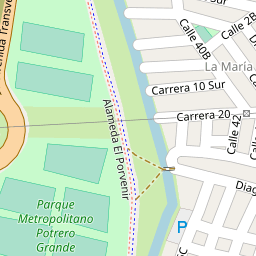 Avenida Transve
Calle 2B
Calle 40B
La María
Carrera 10 Sur
Carrera 20
Calle 42
Alameda El Porvenir
Diag
Parque
Metropolitano
Potrero
Grande
P